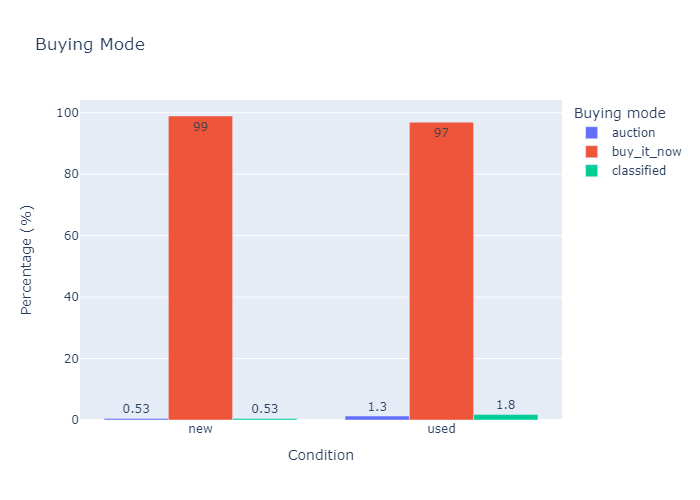 Buying Mode
Buying mode
auction
buy_it_now
classified
Percentage (%)
100
80
60
40
20
0
99
97
0.53
0.53
1.3
1.8
new
used
Condition